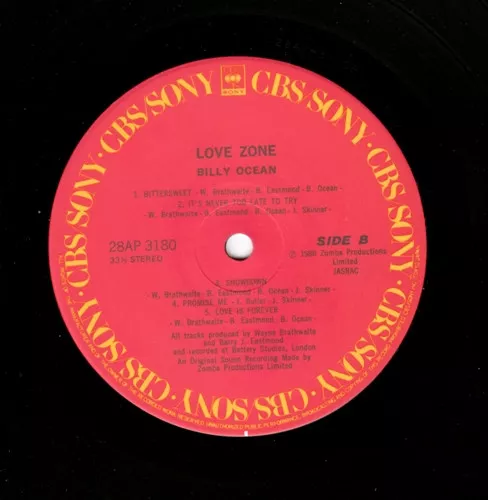 CBS/SONY · CBS/SONY · CBS/SONY · CBS/SONY · CBS/SONY · CBS/SONY ·
SONY
LOVE ZONE
BILLY OCEAN
1. BITTERSWEET - W. Brathwaite · B. Eastmond · B. Ocean -
2. IT'S NEVER TOO LATE TO TRY
- W. Brathwaite · B. Eastmond · B. Ocean · J. Skinner -
28AP 3180
33⅓ STEREO
SIDE B
Ⓟ 1986 Zomba Productions
Limited
JASRAC
3. SHOWDOWN
- W. Brathwaite · B. Eastmond · B. Ocean · J. Skinner -
4. PROMISE ME - J. Butler · J. Skinner -
5. LOVE IS FOREVER
- W. Brathwaite · B. Eastmond · B. Ocean -
All tracks produced by Wayne Brathwaite
and Barry J. Eastmond
and recorded at Battery Studios, London
An Original Sound Recording Made by
Zomba Productions Limited